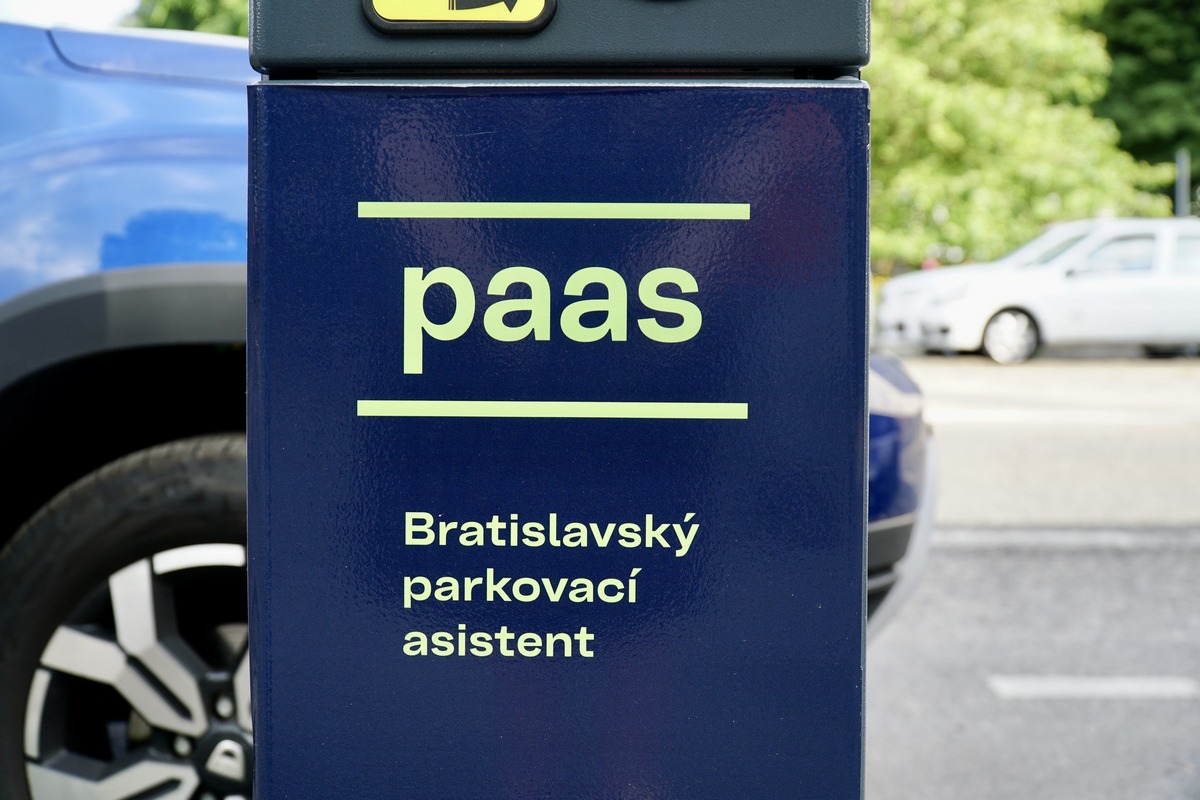 paas
Bratislavský
parkovací
asistent